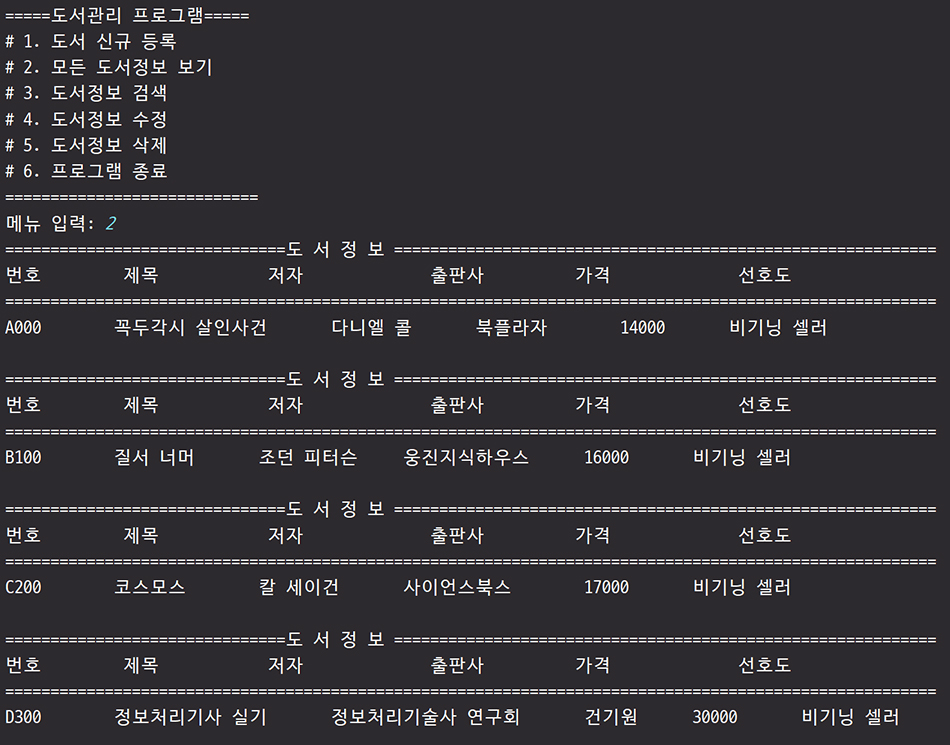 =====도서관리 프로그램=====
# 1. 도서 신규 등록
# 2. 모든 도서정보 보기
# 3. 도서정보 검색
# 4. 도서정보 수정
# 5. 도서정보 삭제
# 6. 프로그램 종료
============================
메뉴 입력: 2
===============================도 서 정 보 ============================================================
번호 제목 저자 출판사 가격 선호도
=======================================================================================================
A000 꼭두각시 살인사건 다니엘 콜 북플라자 14000 비기닝 셀러
===============================도 서 정 보 ============================================================
번호 제목 저자 출판사 가격 선호도
=======================================================================================================
B100 질서 너머 조던 피터슨 웅진지식하우스 16000 비기닝 셀러
===============================도 서 정 보 ============================================================
번호 제목 저자 출판사 가격 선호도
=======================================================================================================
C200 코스모스 칼 세이건 사이언스북스 17000 비기닝 셀러
===============================도 서 정 보 ============================================================
번호 제목 저자 출판사 가격 선호도
=======================================================================================================
D300 정보처리기사 실기 정보처리기술사 연구회 건기원 30000 비기닝 셀러